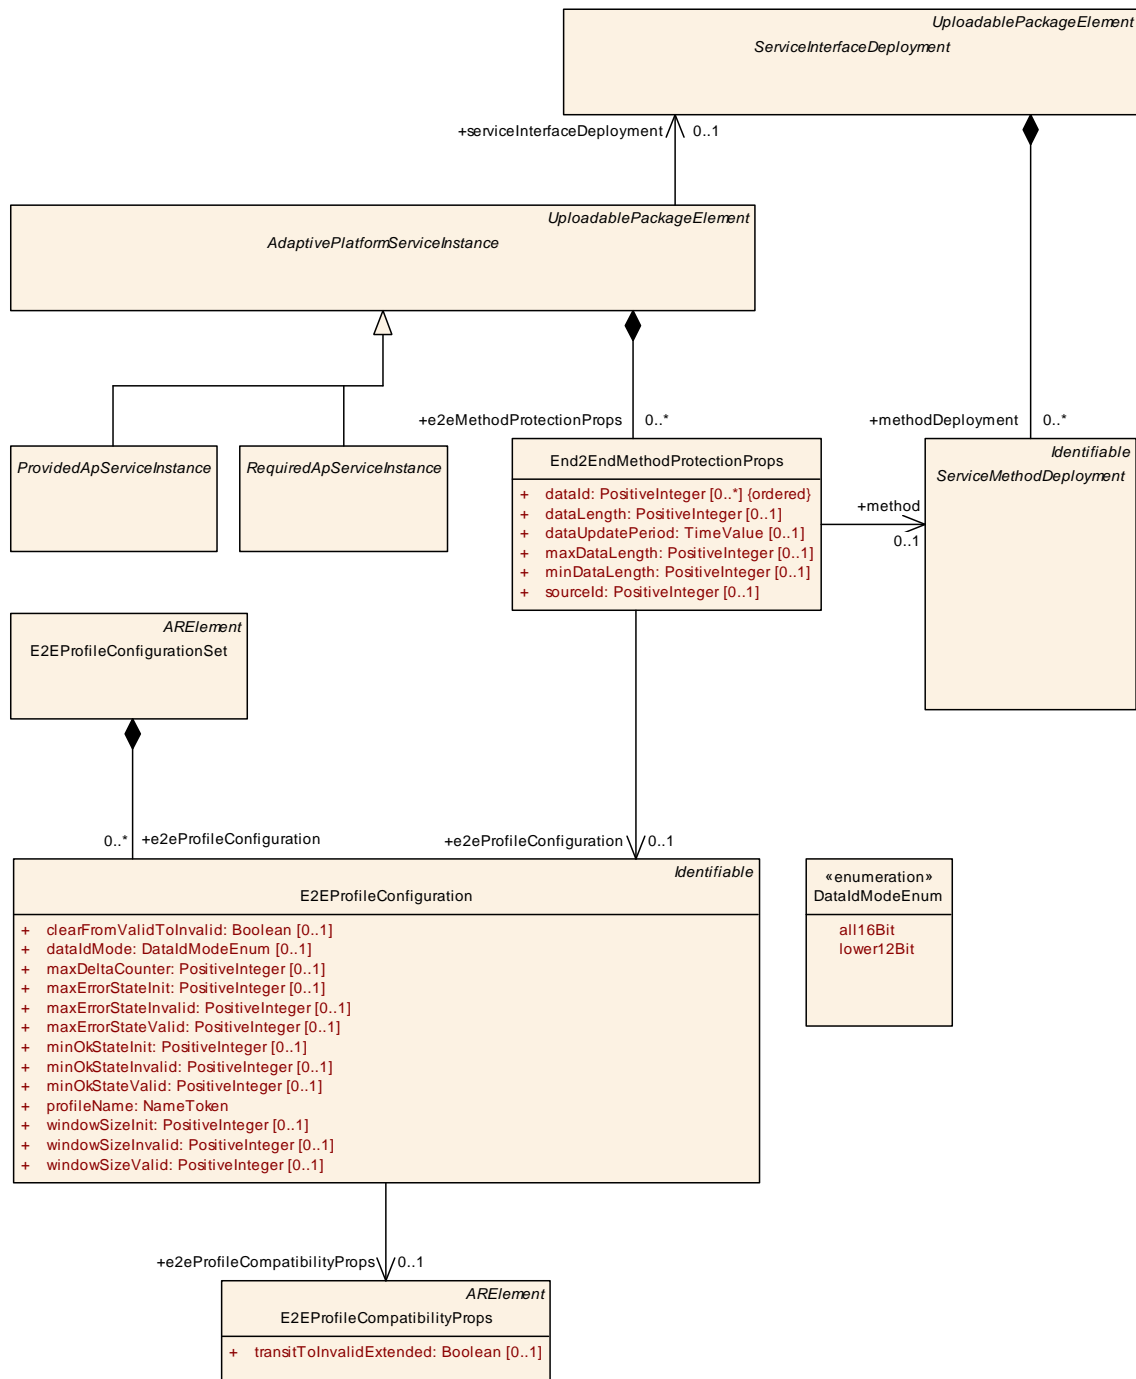 UploadablePackageElement
ServiceInterfaceDeployment
+serviceInterfaceDeployment
0..1
UploadablePackageElement
AdaptivePlatformServiceInstance
+e2eMethodProtectionProps
0..*
+methodDeployment
0..*
ProvidedApServiceInstance
RequiredApServiceInstance
End2EndMethodProtectionProps
+ dataId: PositiveInteger [0..*] {ordered}
+ dataLength: PositiveInteger [0..1]
+ dataUpdatePeriod: TimeValue [0..1]
+ maxDataLength: PositiveInteger [0..1]
+ minDataLength: PositiveInteger [0..1]
+ sourceId: PositiveInteger [0..1]
+method
0..1
Identifiable
ServiceMethodDeployment
ARElement
E2EProfileConfigurationSet
0..*
+e2eProfileConfiguration
+e2eProfileConfiguration
0..1
Identifiable
E2EProfileConfiguration
+ clearFromValidToInvalid: Boolean [0..1]
+ dataIdMode: DataIdModeEnum [0..1]
+ maxDeltaCounter: PositiveInteger [0..1]
+ maxErrorStateInit: PositiveInteger [0..1]
+ maxErrorStateInvalid: PositiveInteger [0..1]
+ maxErrorStateValid: PositiveInteger [0..1]
+ minOkStateInit: PositiveInteger [0..1]
+ minOkStateInvalid: PositiveInteger [0..1]
+ minOkStateValid: PositiveInteger [0..1]
+ profileName: NameToken
+ windowSizeInit: PositiveInteger [0..1]
+ windowSizeInvalid: PositiveInteger [0..1]
+ windowSizeValid: PositiveInteger [0..1]
«enumeration»
DataIdModeEnum
all16Bit
lower12Bit
+e2eProfileCompatibilityProps
0..1
ARElement
E2EProfileCompatibilityProps
+ transitToInvalidExtended: Boolean [0..1]